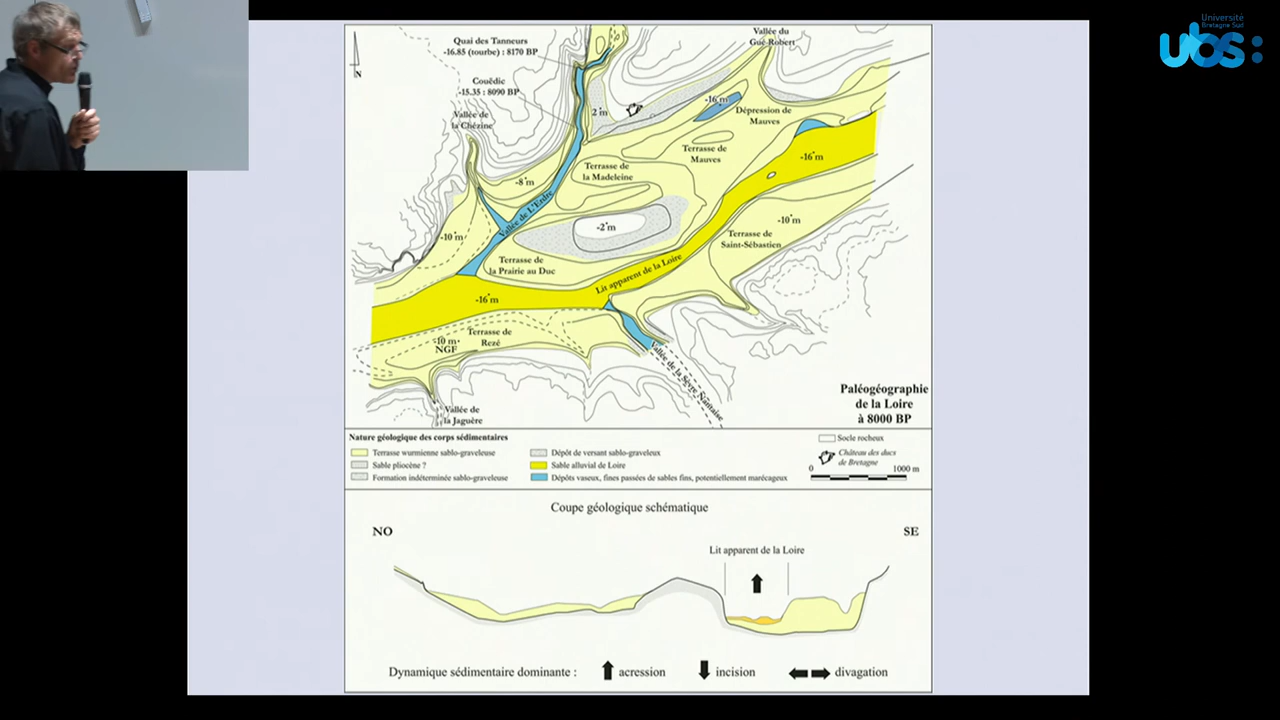 Université
Bretagne Sud
ubs:
Quai des Tanneurs
-16.85 (tourbe) : 8170 BP
Couëdic
-15.35 : 8090 BP
Vallée de
la Chézine
Vallée du
Gué-Robert
N
2 m
-16 m
Dépression de
Mauves
-16 m
Terrasse de
Mauves
Terrasse de
la Madeleine
-8 m
Vallée de L'Erdre
-2 m
-10 m
-10 m
Terrasse de
Saint-Sébastien
Terrasse de
la Prairie au Duc
Lit apparent de la Loire
-16 m
Terrasse de
Rezé
-10 m
NGF
Vallée de la Sèvre Nantaise
Vallée de
la Jaguère
Paléogéographie
de la Loire
à 8000 BP
Nature géologique des corps sédimentaires
Terrasse wurmienne sablo-graveleuse
Sable pliocène ?
Formation indéterminée sablo-graveleuse
Dépôt de versant sablo-graveleux
Sable alluvial de Loire
Dépôts vaseux, fines passées de sables fins, potentiellement marécageux
Socle rocheux
Château des ducs
de Bretagne
0 1000 m
Coupe géologique schématique
NO SE
Lit apparent de la Loire
Dynamique sédimentaire dominante : acression incision divagation